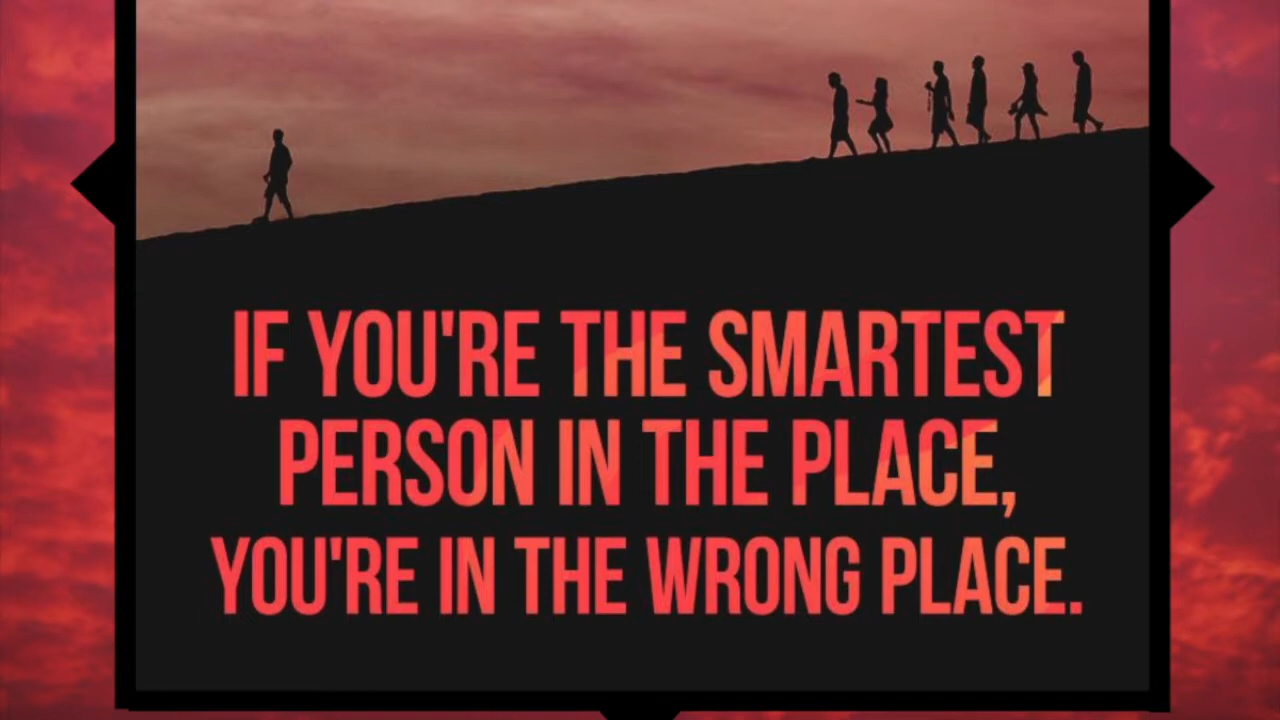 IF YOU'RE THE SMARTEST
PERSON IN THE PLACE,
YOU'RE IN THE WRONG PLACE.